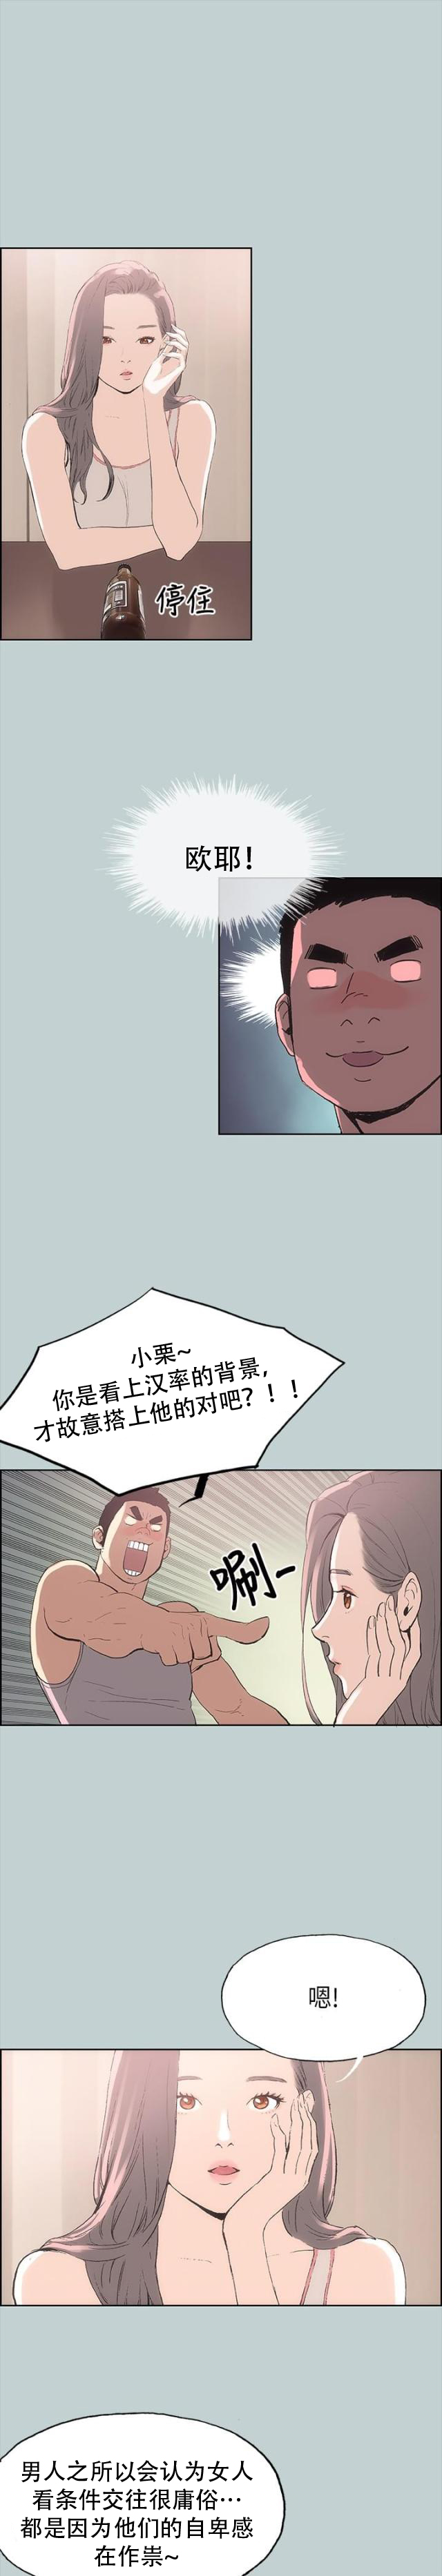 停住
欧耶!
小栗~
你是看上汉率的背景,
才故意搭上他的对吧?!!
唰~
嗯!
男人之所以会认为女人
看条件交往很庸俗…
都是因为他们的自卑感
在作祟~